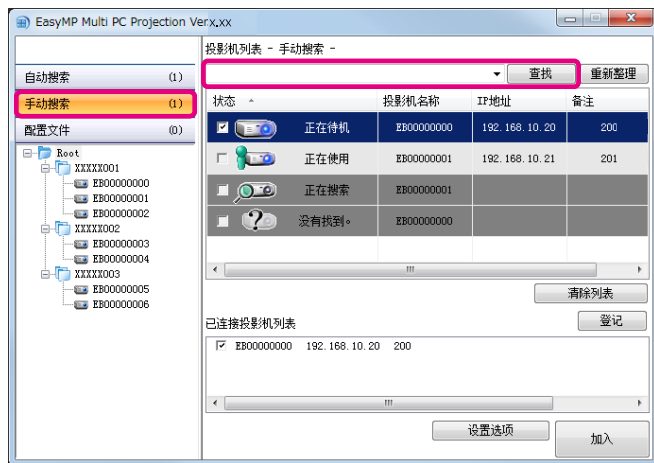 EasyMP Multi PC Projection Ver.x.xx
投影机列表 - 手动搜索 -
查找 重新整理
自动搜索 (1)
手动搜索 (1)
配置文件 (0)
Root
XXXXX001
EB00000000
EB00000001
EB00000002
XXXXX002
EB00000003
EB00000004
XXXXX003
EB00000005
EB00000006
状态 投影机名称 IP地址 备注
正在待机 EB00000000 192.168.10.20 200
正在使用 EB00000001 192.168.10.21 201
正在搜索 EB00000001
没有找到。 EB00000000
清除列表
已连接投影机列表 登记
EB00000000 192.168.10.20 200
设置选项 加入